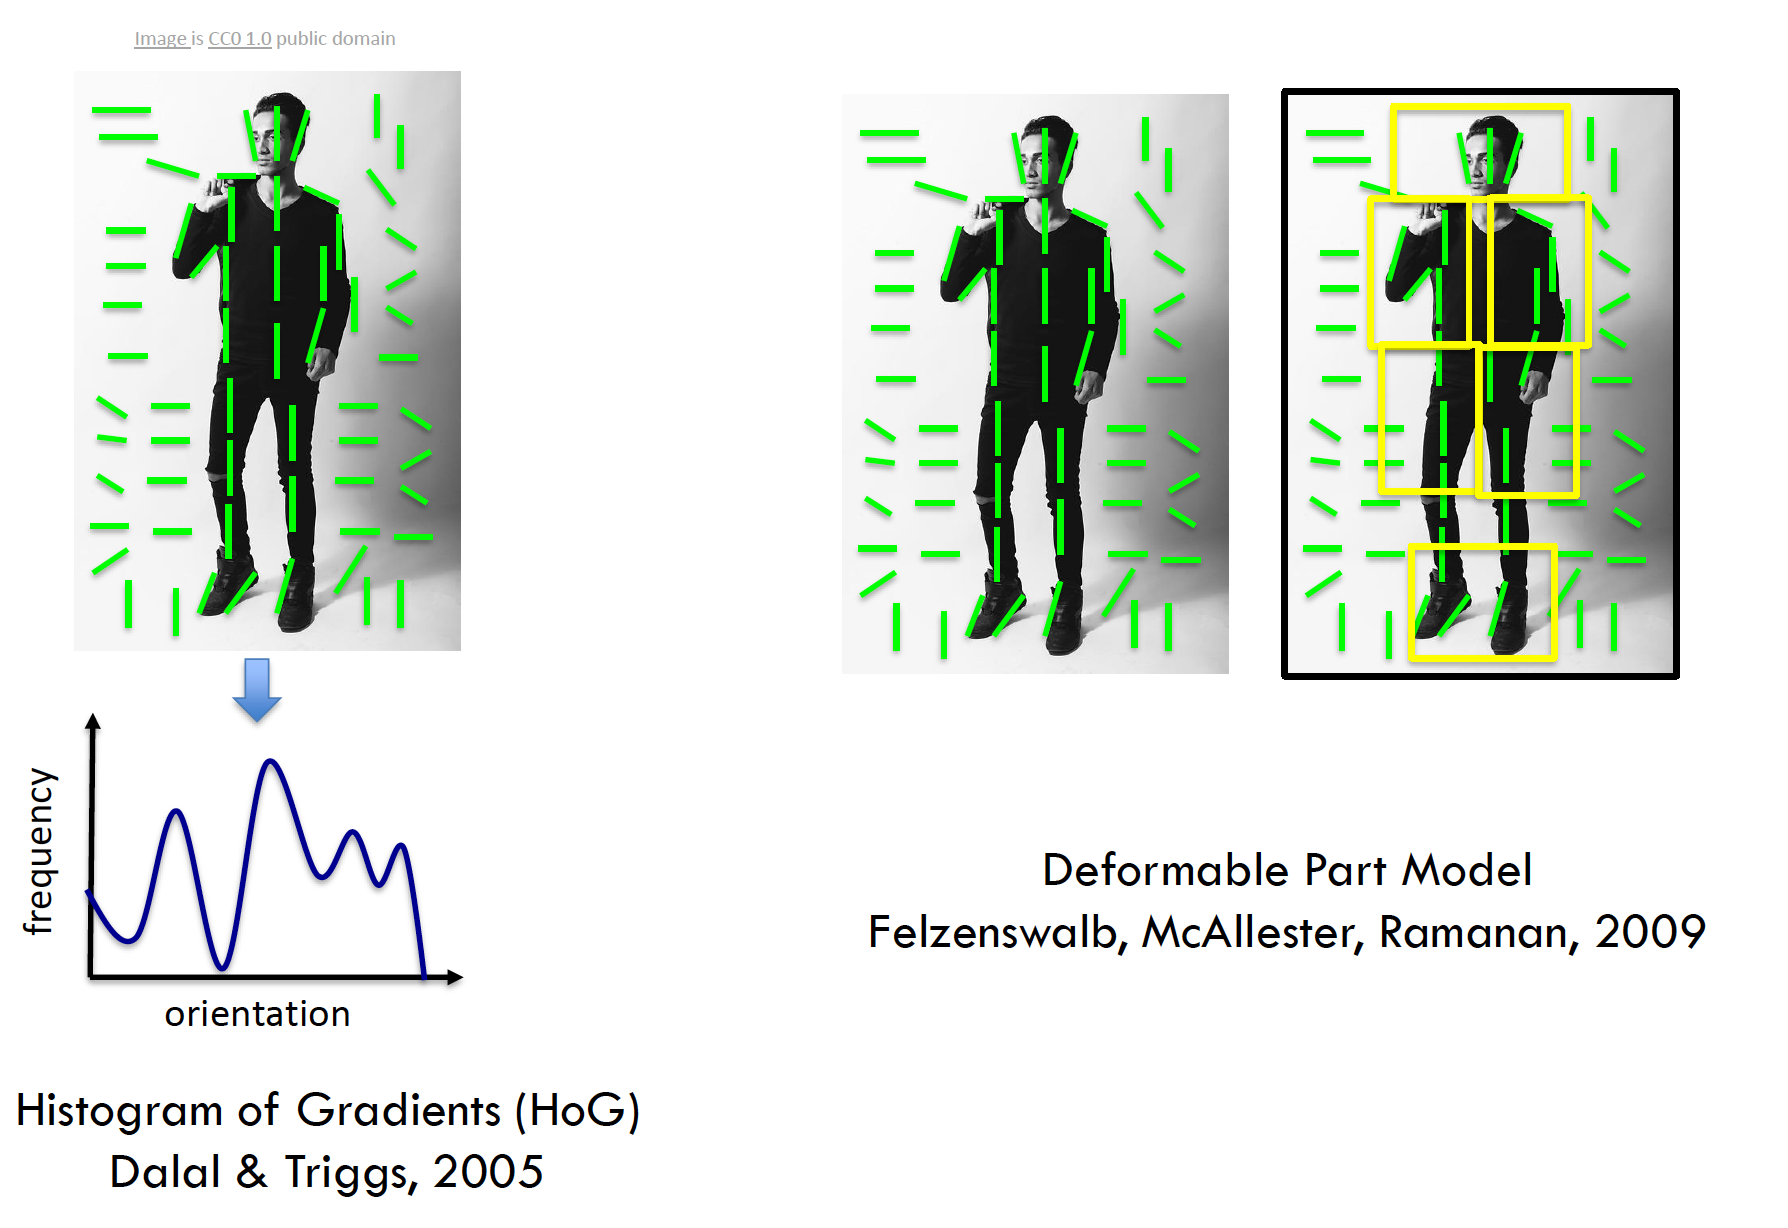 Image is CC0 1.0 public domain
frequency
orientation
Histogram of Gradients (HoG)
Dalal & Triggs, 2005
Deformable Part Model
Felzenswalb, McAllester, Ramanan, 2009